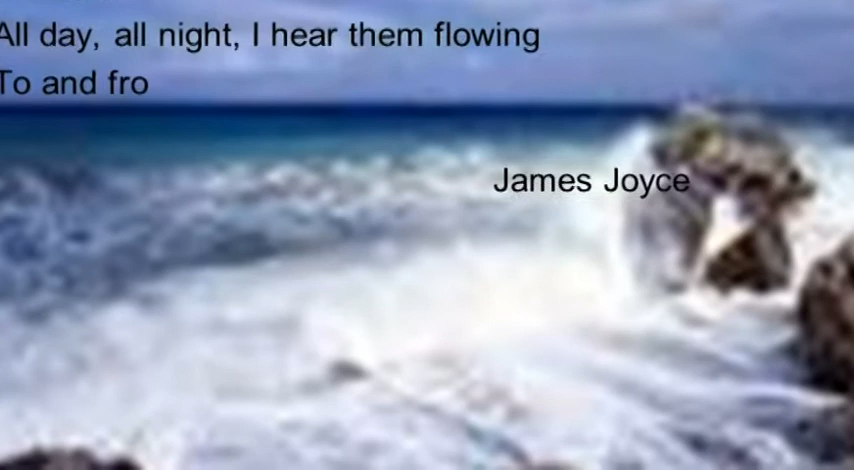 All day, all night, I hear them flowing
To and fro
James Joyce